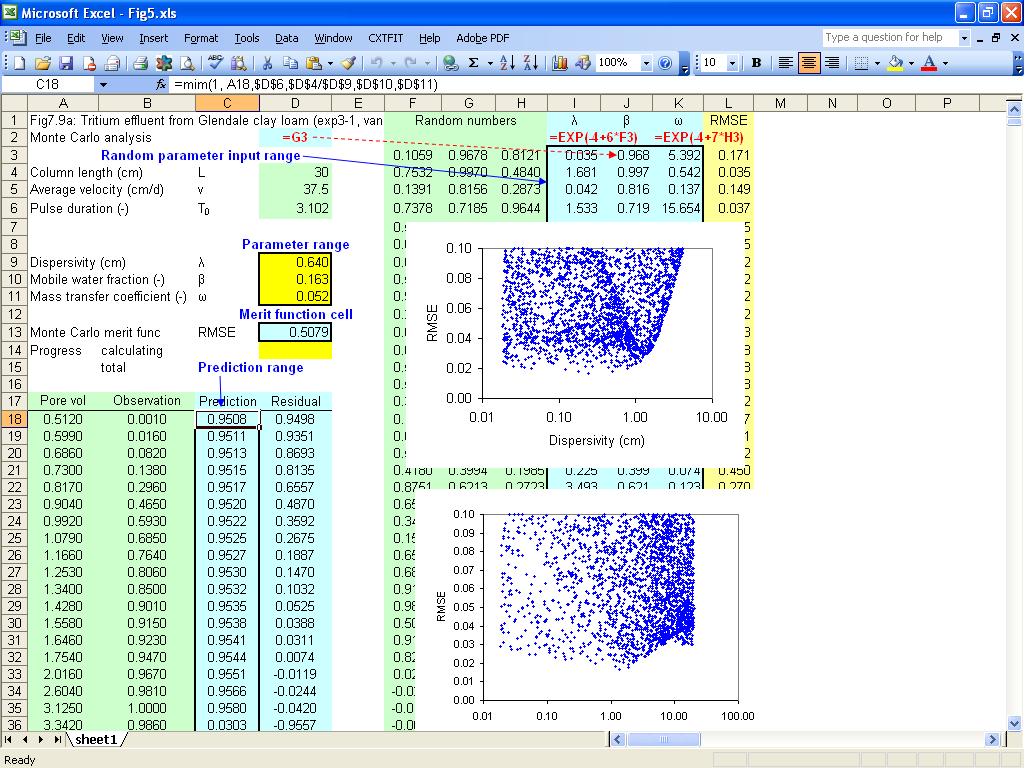 Microsoft Excel - Fig5.xls
File Edit View Insert Format Tools Data Window CXTFIT Help Adobe PDF
Type a question for help
100% 10 B
C18 fx =mim(1, A18,$D$6,$D$4/$D$9,$D$10,$D$11)
A B C D E F G H I J K L M N O P
1 Fig7.9a: Tritium effluent from Glendale clay loam (exp3-1, van Random numbers λ β ω RMSE
2 Monte Carlo analysis =G3 =EXP(-4+6*F3) =EXP(-4+7*H3)
3 Random parameter input range 0.1059 0.9678 0.8121 0.035 0.968 5.392 0.171
4 Column length (cm) L 30 0.7532 0.9970 0.4840 1.681 0.997 0.542 0.035
5 Average velocity (cm/d) v 37.5 0.1391 0.8156 0.2873 0.042 0.816 0.137 0.149
6 Pulse duration (-) T0 3.102 0.7378 0.7185 0.9644 1.533 0.719 15.654 0.037
7
8 Parameter range
9 Dispersivity (cm) λ 0.640
10 Mobile water fraction (-) β 0.163
11 Mass transfer coefficient (-) ω 0.052
12 Merit function cell
13 Monte Carlo merit func RMSE 0.5079
14 Progress calculating
15 total Prediction range
16
17 Pore vol Observation Prediction Residual
18 0.5120 0.0010 0.9508 0.9498
19 0.5990 0.0160 0.9511 0.9351
20 0.6860 0.0820 0.9513 0.8693
21 0.7300 0.1380 0.9515 0.8135 0.4180 0.3994 0.1985 0.225 0.399 0.074 0.450
22 0.8170 0.2960 0.9517 0.6557 0.8751 0.6213 0.2723 3.493 0.621 0.123 0.270
23 0.9040 0.4650 0.9520 0.4870
24 0.9920 0.5930 0.9522 0.3592
25 1.0790 0.6850 0.9525 0.2675
26 1.1660 0.7640 0.9527 0.1887
27 1.2530 0.8060 0.9530 0.1470
28 1.3400 0.8500 0.9532 0.1032
29 1.4280 0.9010 0.9535 0.0525
30 1.5580 0.9150 0.9538 0.0388
31 1.6460 0.9230 0.9541 0.0311
32 1.7540 0.9470 0.9544 0.0074
33 2.0160 0.9670 0.9551 -0.0119
34 2.6040 0.9810 0.9566 -0.0244
35 3.1250 1.0000 0.9580 -0.0420
36 3.3420 0.9860 0.0303 -0.9557
0.10
0.08
0.06
0.04
0.02
0.00
RMSE
0.01 0.10 1.00 10.00
Dispersivity (cm)
0.10
0.09
0.08
0.07
0.06
0.05
0.04
0.03
0.02
0.01
0.00
RMSE
0.01 0.10 1.00 10.00 100.00
sheet1
Ready